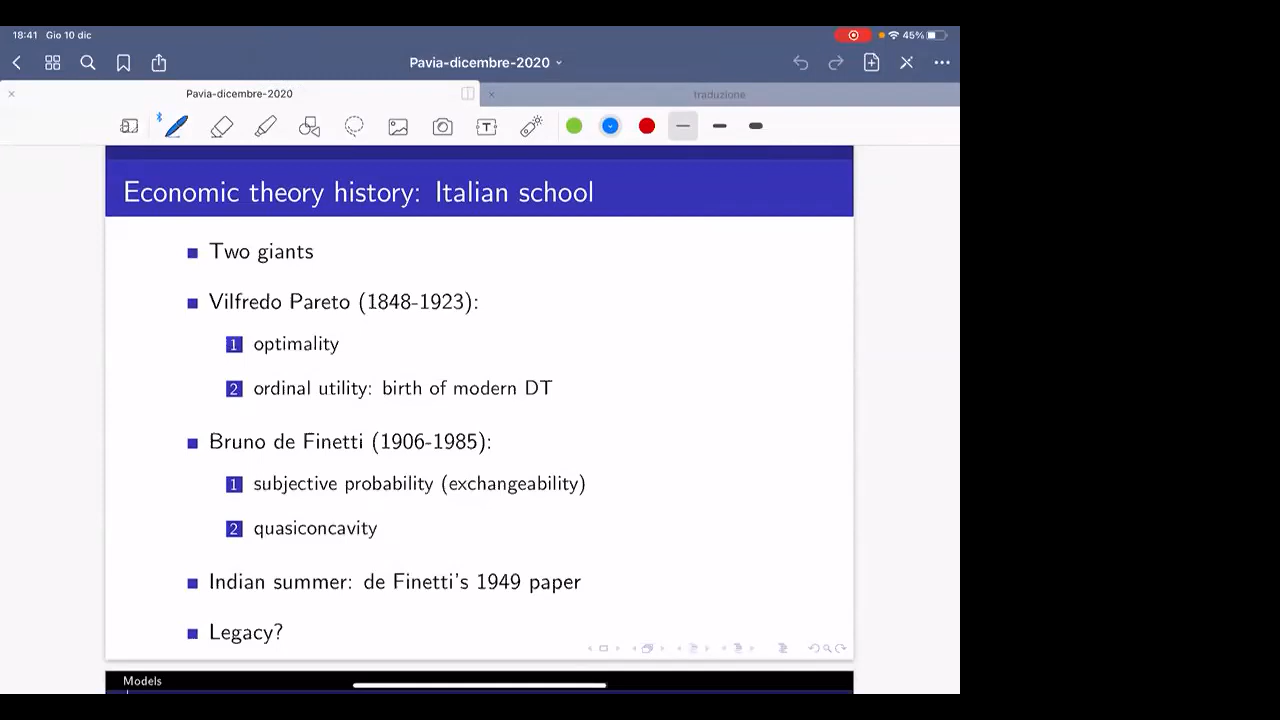 18:41 Gio 10 dic
45%
Pavia-dicembre-2020
Pavia-dicembre-2020
traduzione
T
Economic theory history: Italian school
Two giants
Vilfredo Pareto (1848-1923):
1 optimality
2 ordinal utility: birth of modern DT
Bruno de Finetti (1906-1985):
1 subjective probability (exchangeability)
2 quasiconcavity
Indian summer: de Finetti's 1949 paper
Legacy?
Models